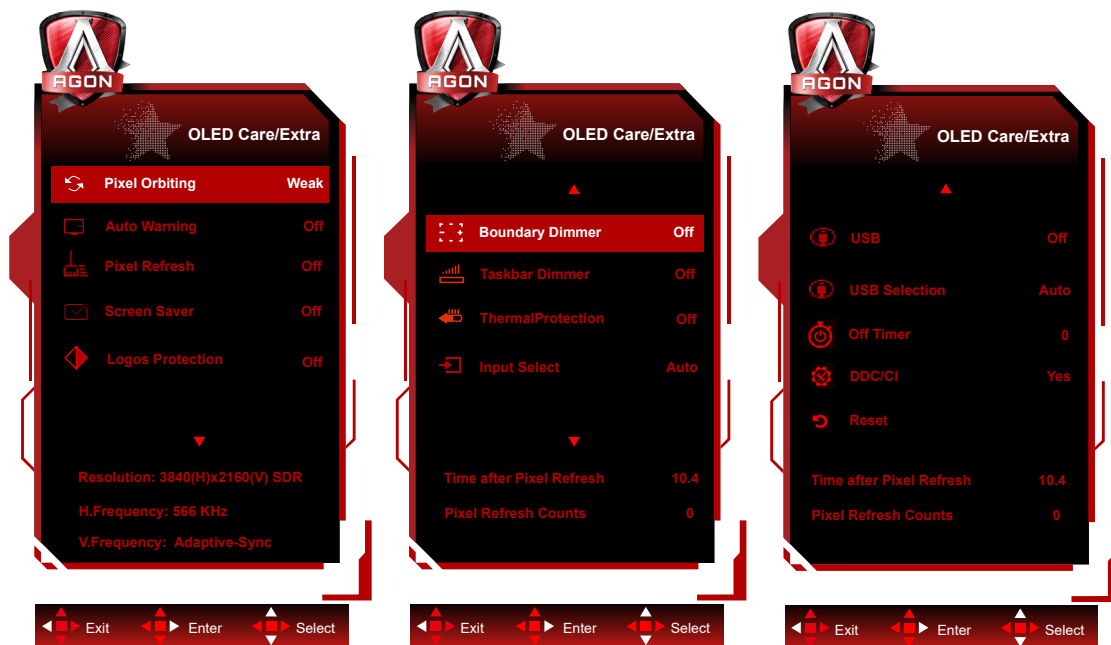 AGON
OLED Care/Extra
Pixel Orbiting Weak
Auto Warning Off
Pixel Refresh Off
Screen Saver Off
Logos Protection Off
Resolution: 3840(H)x2160(V) SDR
H.Frequency: 566 KHz
V.Frequency: Adaptive-Sync
Exit Enter Select
AGON
OLED Care/Extra
Boundary Dimmer Off
Taskbar Dimmer Off
ThermalProtection Off
Input Select Auto
Time after Pixel Refresh 10.4
Pixel Refresh Counts 0
Exit Enter Select
AGON
OLED Care/Extra
USB Off
USB Selection Auto
Off Timer 0
DDC/CI Yes
Reset
Time after Pixel Refresh 10.4
Pixel Refresh Counts 0
Exit Enter Select